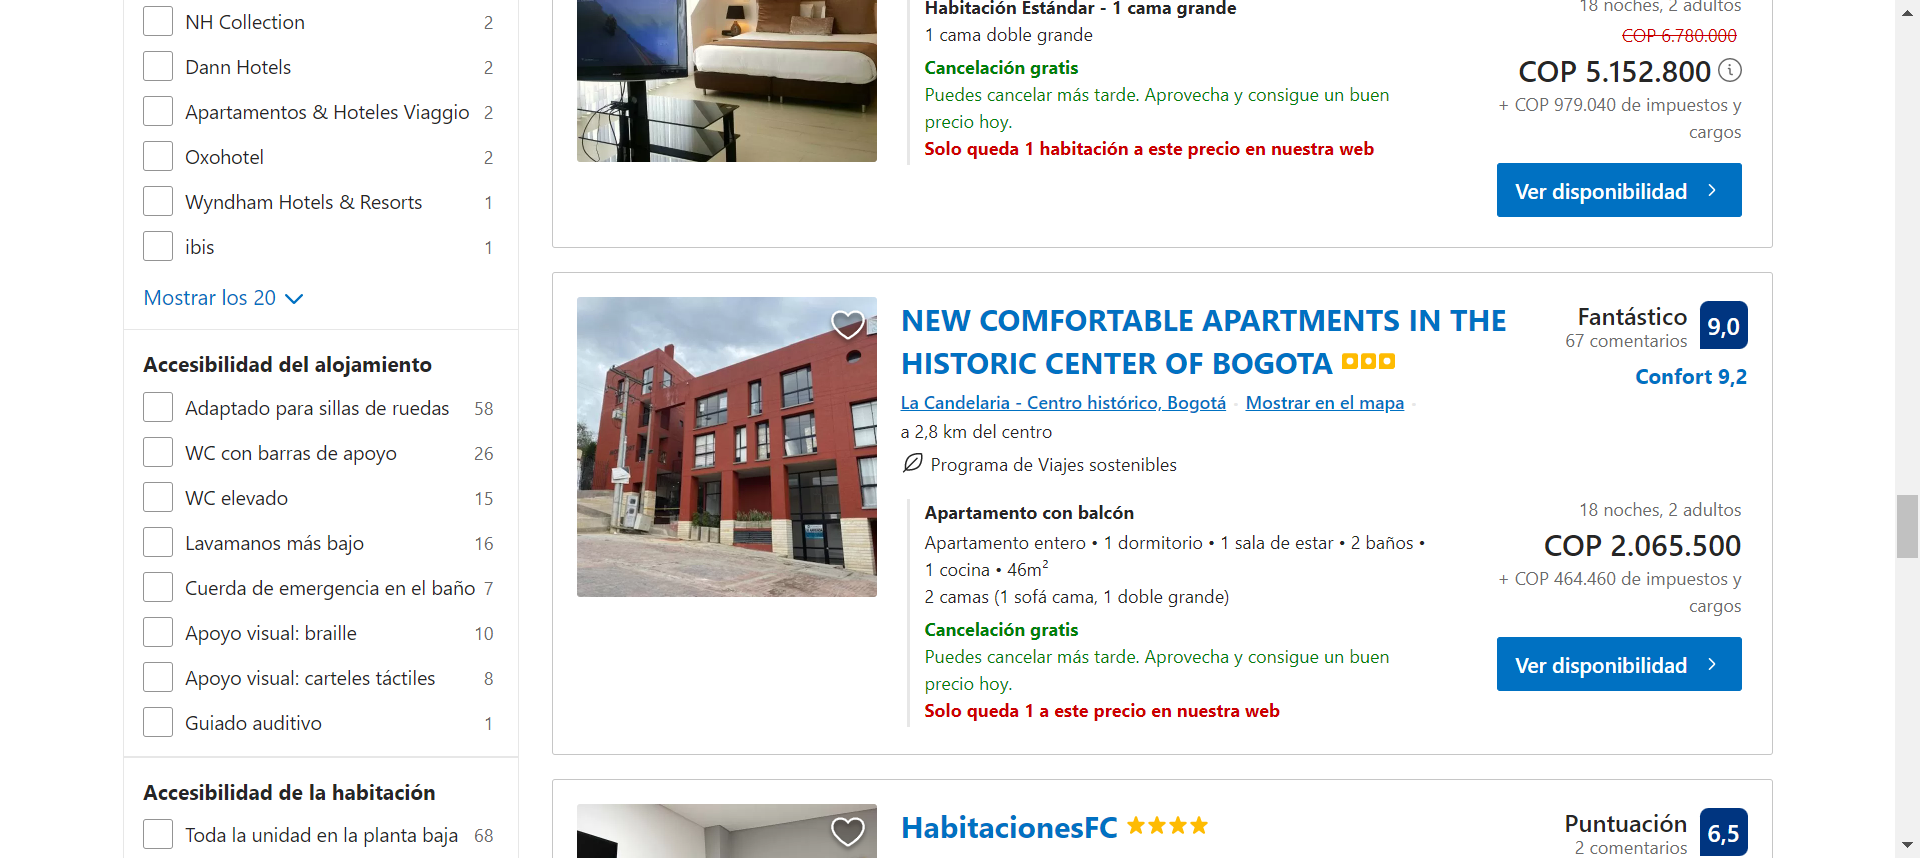 NH Collection 2
Dann Hotels 2
Apartamentos & Hoteles Viaggio 2
Oxohotel 2
Wyndham Hotels & Resorts 1
ibis 1
Mostrar los 20
Accesibilidad del alojamiento
Adaptado para sillas de ruedas 58
WC con barras de apoyo 26
WC elevado 15
Lavamanos más bajo 16
Cuerda de emergencia en el baño 7
Apoyo visual: braille 10
Apoyo visual: carteles táctiles 8
Guiado auditivo 1
Accesibilidad de la habitación
Toda la unidad en la planta baja 68
Habitación Estándar - 1 cama grande
1 cama doble grande
Cancelación gratis
Puedes cancelar más tarde. Aprovecha y consigue un buen
precio hoy.
Solo queda 1 habitación a este precio en nuestra web
18 noches, 2 adultos
COP 6.780.000
COP 5.152.800
+ COP 979.040 de impuestos y
cargos
Ver disponibilidad
NEW COMFORTABLE APARTMENTS IN THE
HISTORIC CENTER OF BOGOTA
Fantástico 9,0
67 comentarios
Confort 9,2
La Candelaria - Centro histórico, Bogotá Mostrar en el mapa
a 2,8 km del centro
Programa de Viajes sostenibles
Apartamento con balcón
Apartamento entero • 1 dormitorio • 1 sala de estar • 2 baños •
1 cocina • 46m²
2 camas (1 sofá cama, 1 doble grande)
Cancelación gratis
Puedes cancelar más tarde. Aprovecha y consigue un buen
precio hoy.
Solo queda 1 a este precio en nuestra web
18 noches, 2 adultos
COP 2.065.500
+ COP 464.460 de impuestos y
cargos
Ver disponibilidad
HabitacionesFC
Puntuación 6,5
2 comentarios